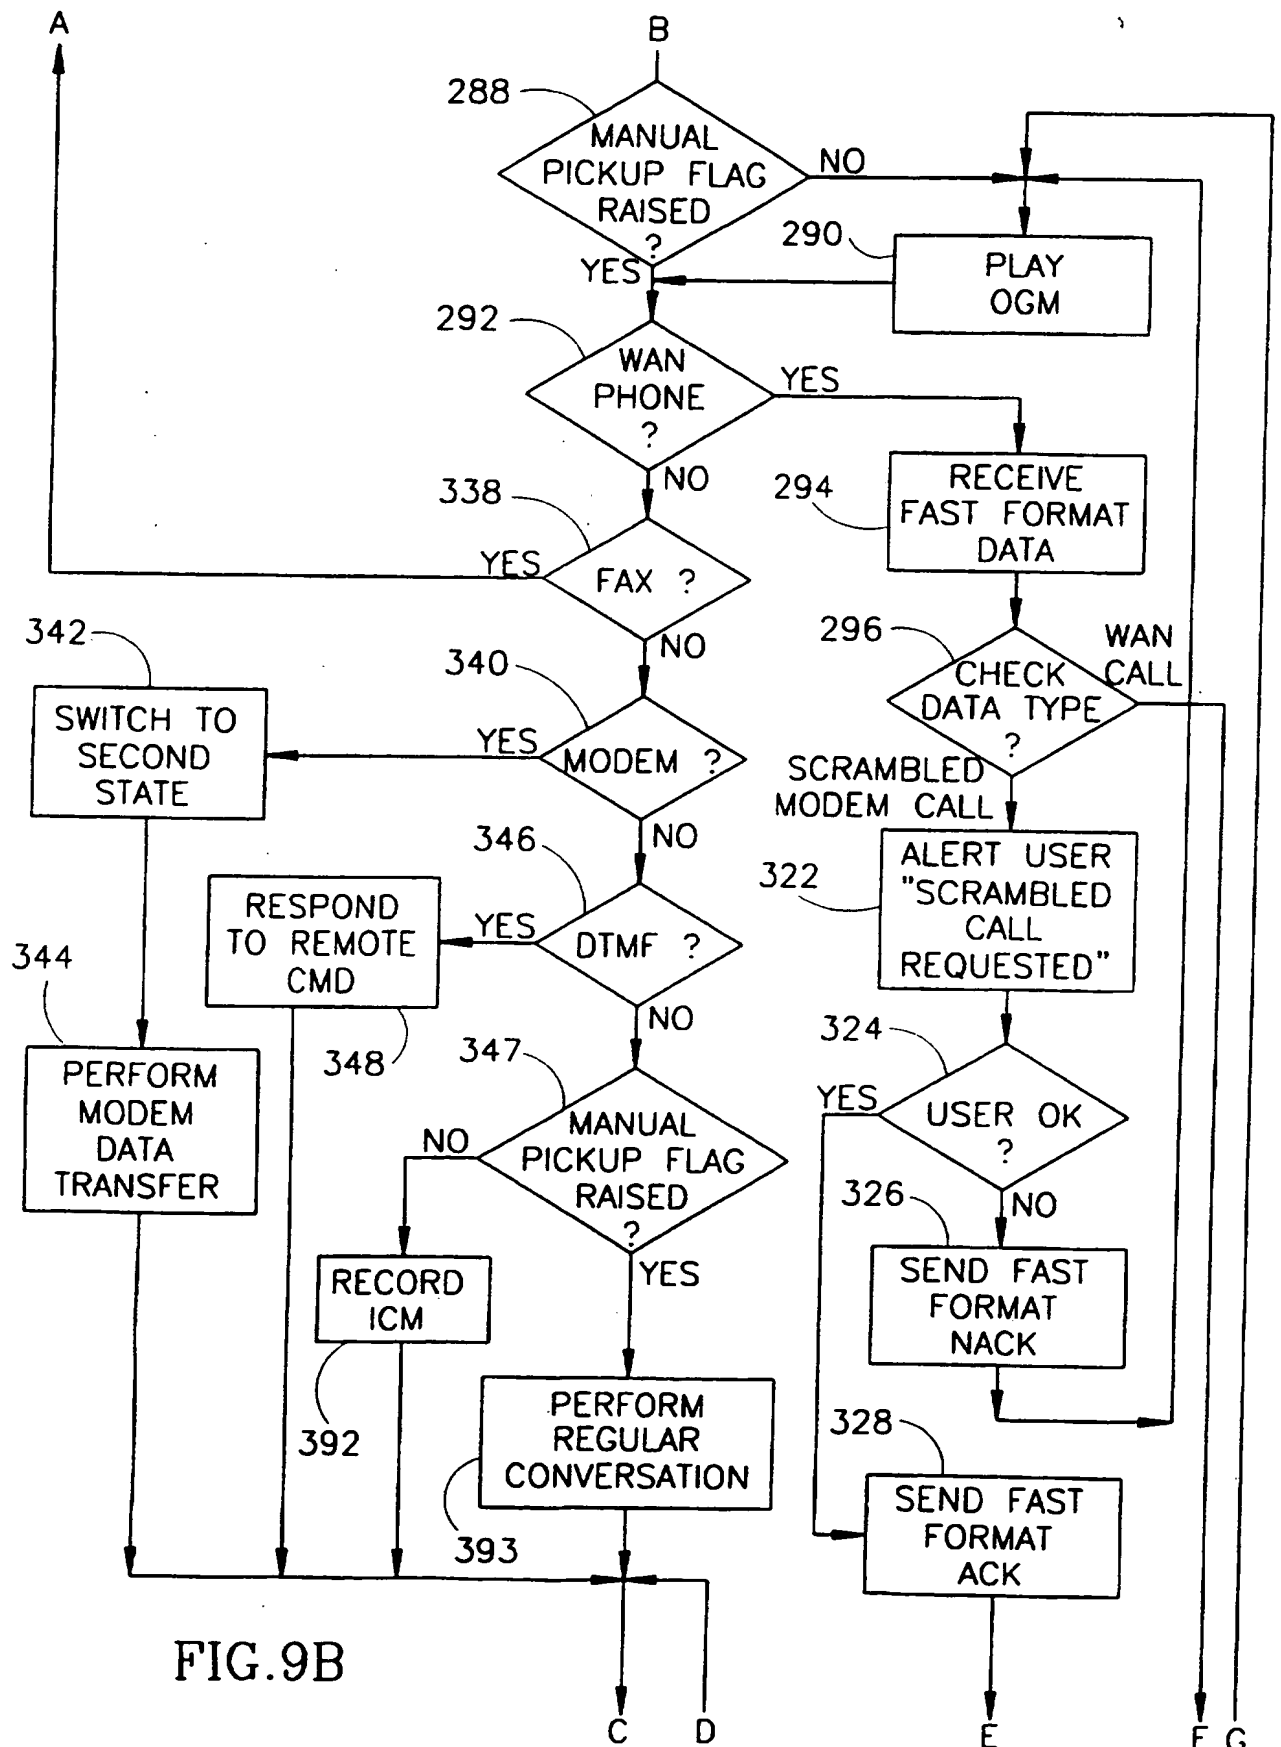 A
B
288
MANUAL
PICKUP FLAG
RAISED
?
NO
YES
290
PLAY
OGM
292
WAN
PHONE
?
YES
NO
294
RECEIVE
FAST FORMAT
DATA
338
FAX ?
YES
NO
296
CHECK
DATA TYPE
?
WAN
CALL
SCRAMBLED
MODEM CALL
342
SWITCH TO
SECOND
STATE
340
MODEM ?
YES
NO
322
ALERT USER
"SCRAMBLED
CALL
REQUESTED"
346
DTMF ?
YES
NO
RESPOND
TO REMOTE
CMD
348
344
PERFORM
MODEM
DATA
TRANSFER
324
USER OK
?
YES
NO
347
MANUAL
PICKUP FLAG
RAISED
?
NO
YES
326
SEND FAST
FORMAT
NACK
RECORD
ICM
392
PERFORM
REGULAR
CONVERSATION
393
328
SEND FAST
FORMAT
ACK
FIG.9B
C
D
E
F
G